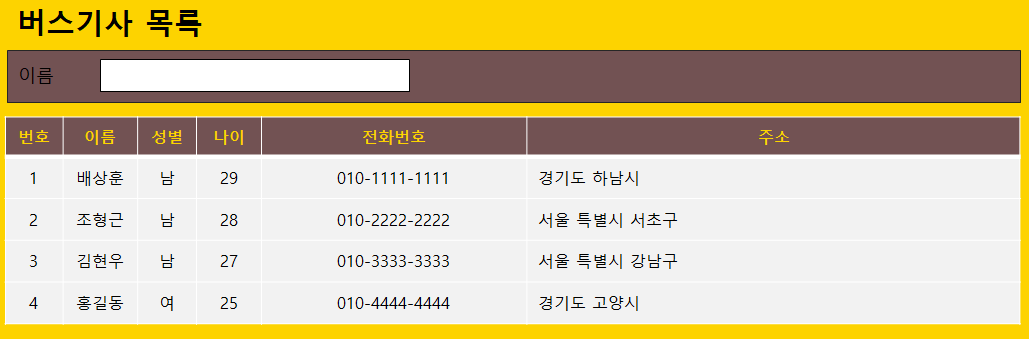 버스기사 목록
이름
번호 이름 성별 나이 전화번호 주소
1 배상훈 남 29 010-1111-1111 경기도 하남시
2 조형근 남 28 010-2222-2222 서울 특별시 서초구
3 김현우 남 27 010-3333-3333 서울 특별시 강남구
4 홍길동 여 25 010-4444-4444 경기도 고양시